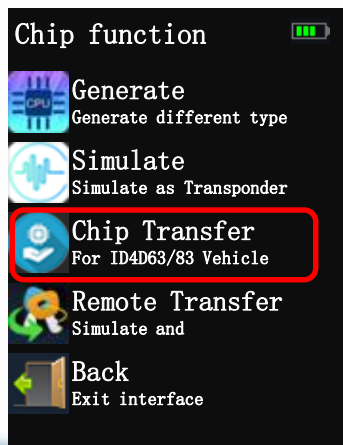 Chip function
Generate
CPU
Generate different type
Simulate
Simulate as Transponder
Chip Transfer
For ID4D63/83 Vehicle
Remote Transfer
Simulate and
Back
Exit interface